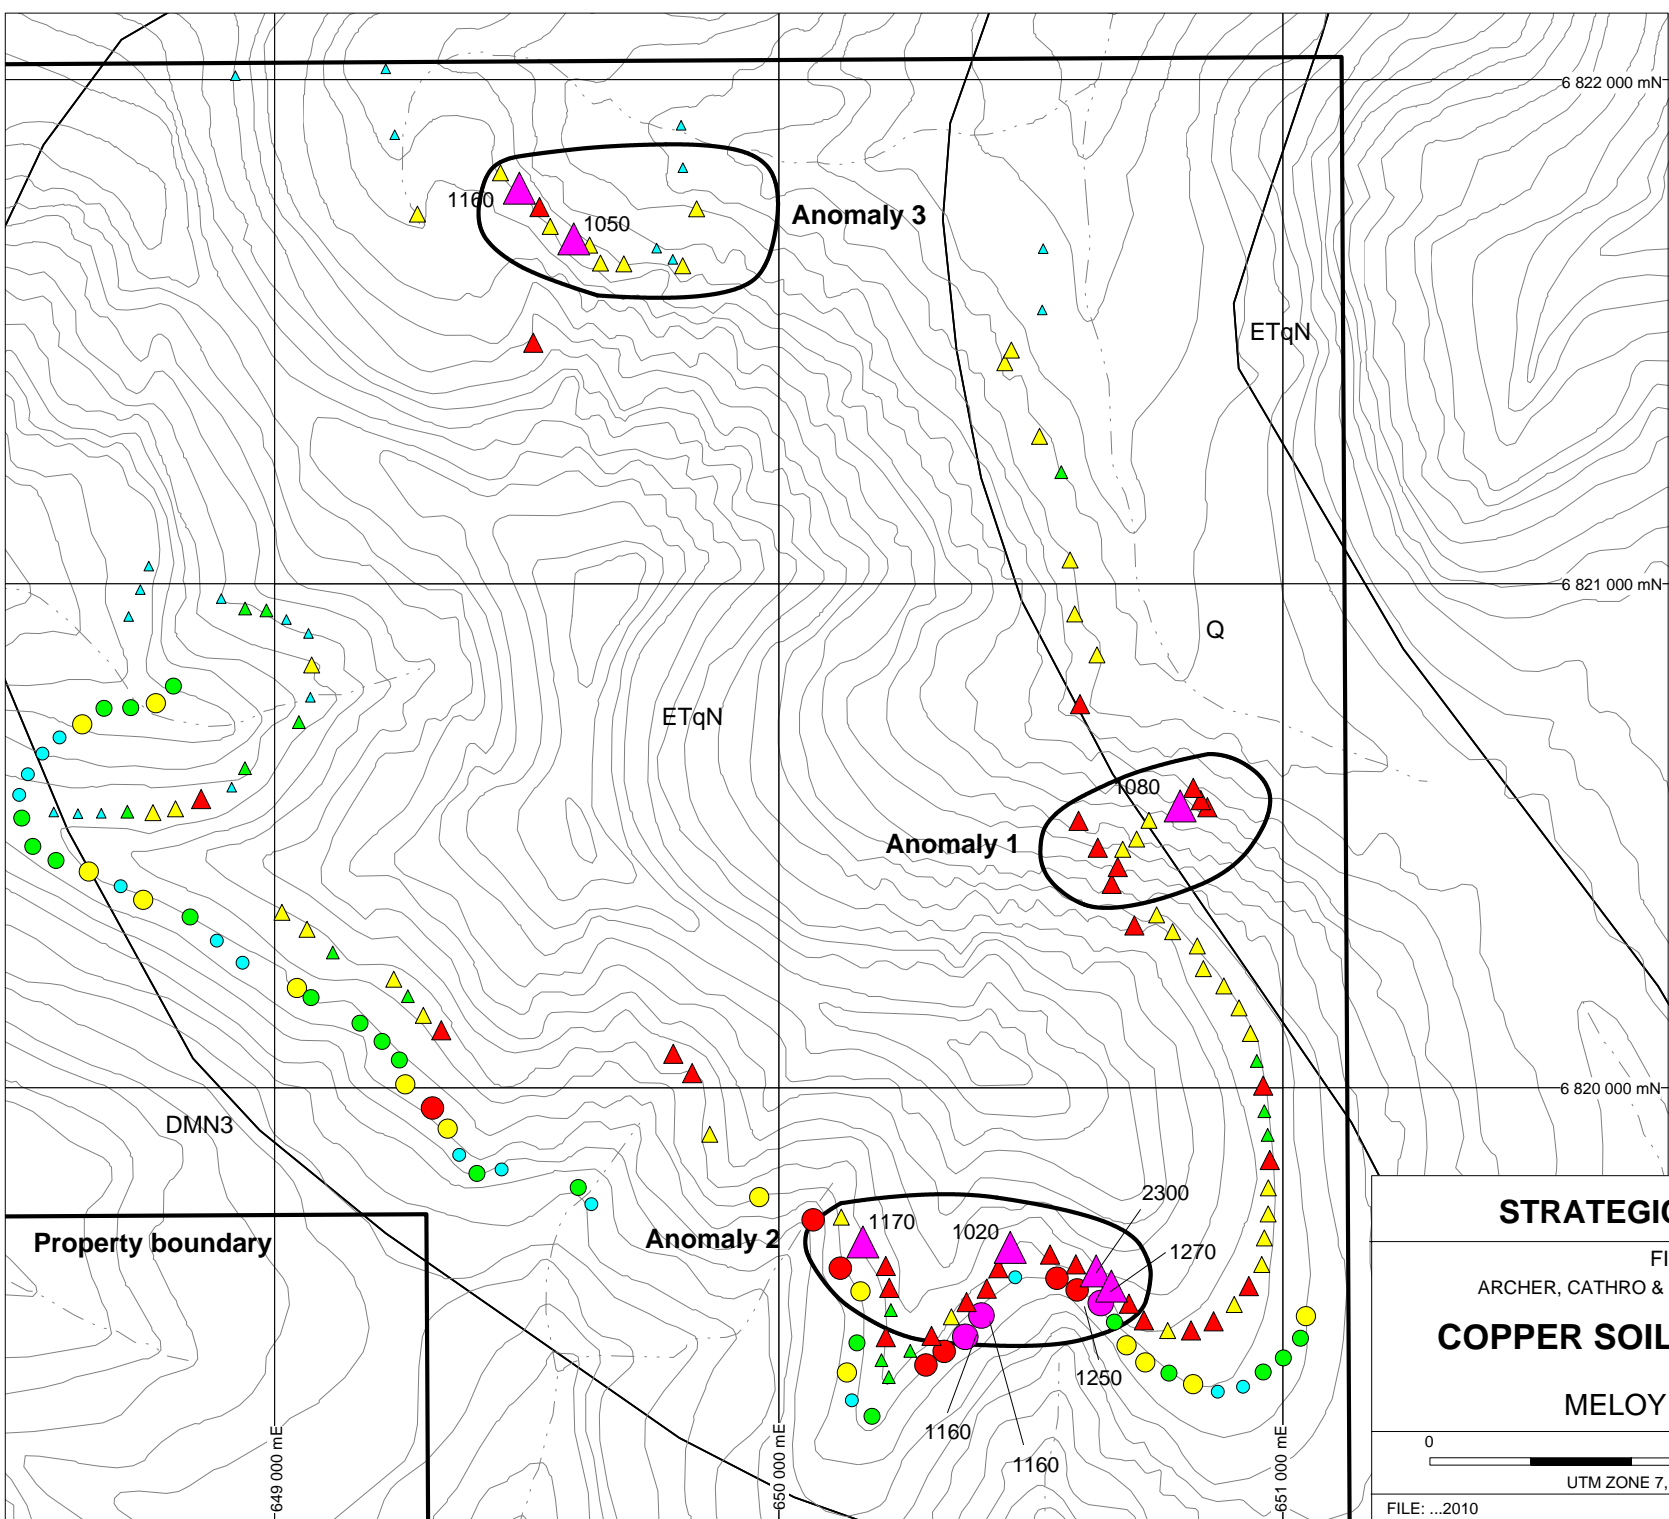 6 822 000 mN
1160
Anomaly 3
1050
ETqN
6 821 000 mN
Q
ETqN
1080
Anomaly 1
6 820 000 mN
DMN3
2300
1170
1020
Anomaly 2
Property boundary
1270
1250
1160
1160
649 000 mE
650 000 mE
651 000 mE
STRATEGIC
FI
ARCHER, CATHRO &
COPPER SOIL
MELOY
0
UTM ZONE 7,
FILE: ...2010